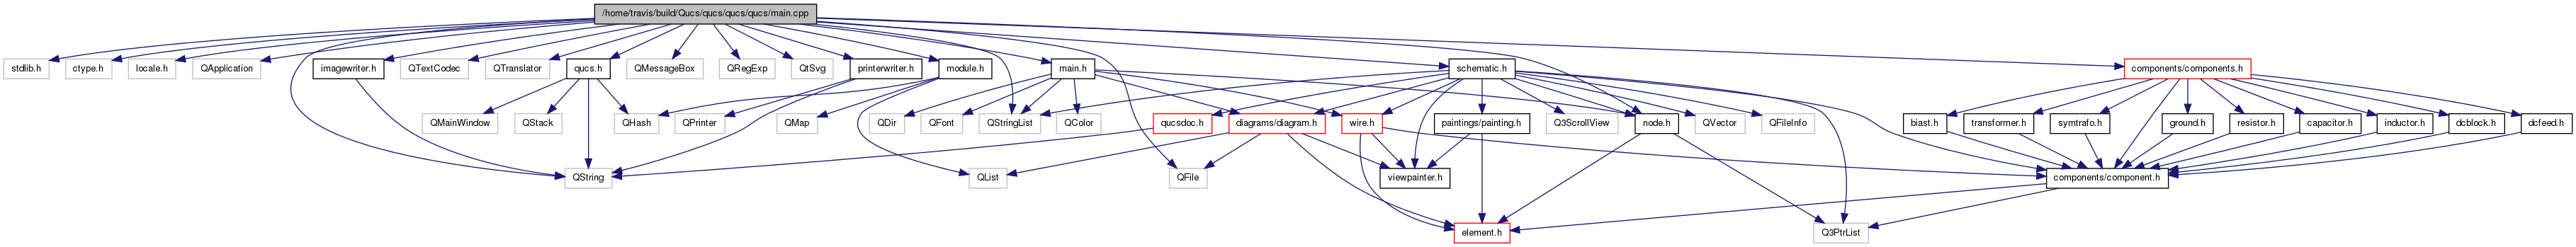 /home/travis/build/Qucs/qucs/qucs/qucs/main.cpp
stdlib.h
ctype.h
locale.h
QApplication
imagewriter.h
QTextCodec
QTranslator
qucs.h
QMessageBox
QRegExp
QtSvg
printerwriter.h
module.h
main.h
schematic.h
components/components.h
QMainWindow
QStack
QHash
QPrinter
QMap
QDir
QFont
QStringList
QColor
qucsdoc.h
diagrams/diagram.h
wire.h
paintings/painting.h
Q3ScrollView
node.h
QVector
QFileInfo
biast.h
transformer.h
symtrafo.h
ground.h
resistor.h
capacitor.h
inductor.h
dcblock.h
dcfeed.h
QString
QList
QFile
viewpainter.h
components/component.h
element.h
Q3PtrList